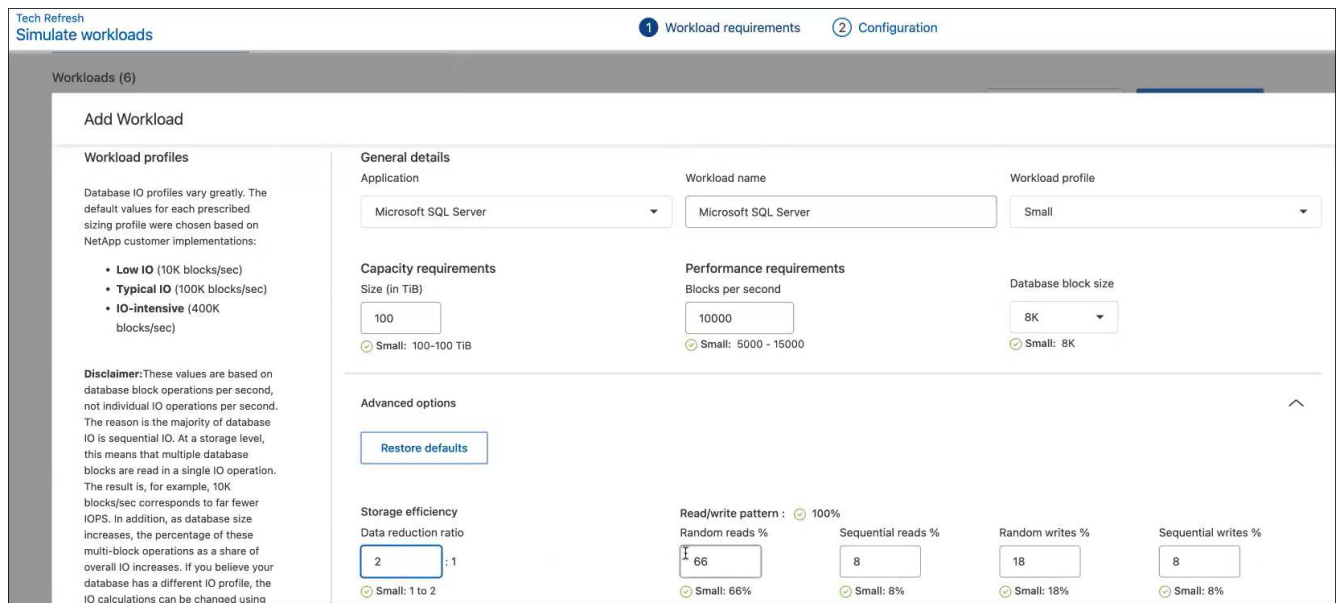 Tech Refresh
Simulate workloads
1 Workload requirements
2 Configuration
Workloads (6)
Add Workload
Workload profiles
Database IO profiles vary greatly. The
default values for each prescribed
sizing profile were chosen based on
NetApp customer implementations:
• Low IO (10K blocks/sec)
• Typical IO (100K blocks/sec)
• IO-intensive (400K
blocks/sec)
Disclaimer:These values are based on
database block operations per second,
not individual IO operations per second.
The reason is the majority of database
IO is sequential IO. At a storage level,
this means that multiple database
blocks are read in a single IO operation.
The result is, for example, 10K
blocks/sec corresponds to far fewer
IOPS. In addition, as database size
increases, the percentage of these
multi-block operations as a share of
overall IO increases. If you believe your
database has a different IO profile, the
IO calculations can be changed using
General details
Application
Microsoft SQL Server
Workload name
Microsoft SQL Server
Workload profile
Small
Capacity requirements
Size (in TiB)
100
Small: 100-100 TiB
Performance requirements
Blocks per second
10000
Small: 5000 - 15000
Database block size
8K
Small: 8K
Advanced options
Restore defaults
Storage efficiency
Data reduction ratio
2 : 1
Small: 1 to 2
Read/write pattern : 100%
Random reads %
66
Small: 66%
Sequential reads %
8
Small: 8%
Random writes %
18
Small: 18%
Sequential writes %
8
Small: 8%